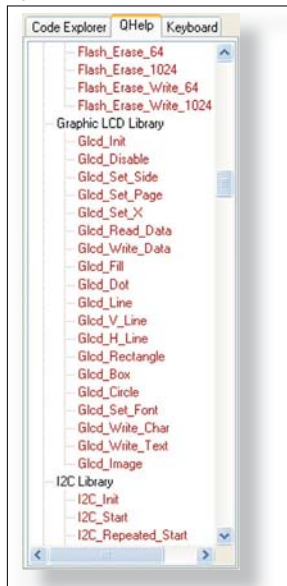 Code Explorer QHelp Keyboard
Flash_Erase_64
Flash_Erase_1024
Flash_Erase_Write_64
Flash_Erase_Write_1024
Graphic LCD Library
Glcd_Init
Glcd_Disable
Glcd_Set_Side
Glcd_Set_Page
Glcd_Set_X
Glcd_Read_Data
Glcd_Write_Data
Glcd_Fill
Glcd_Dot
Glcd_Line
Glcd_V_Line
Glcd_H_Line
Glcd_Rectangle
Glcd_Box
Glcd_Circle
Glcd_Set_Font
Glcd_Write_Char
Glcd_Write_Text
Glcd_Image
I2C Library
I2C_Init
I2C_Start
I2C_Repeated_Start